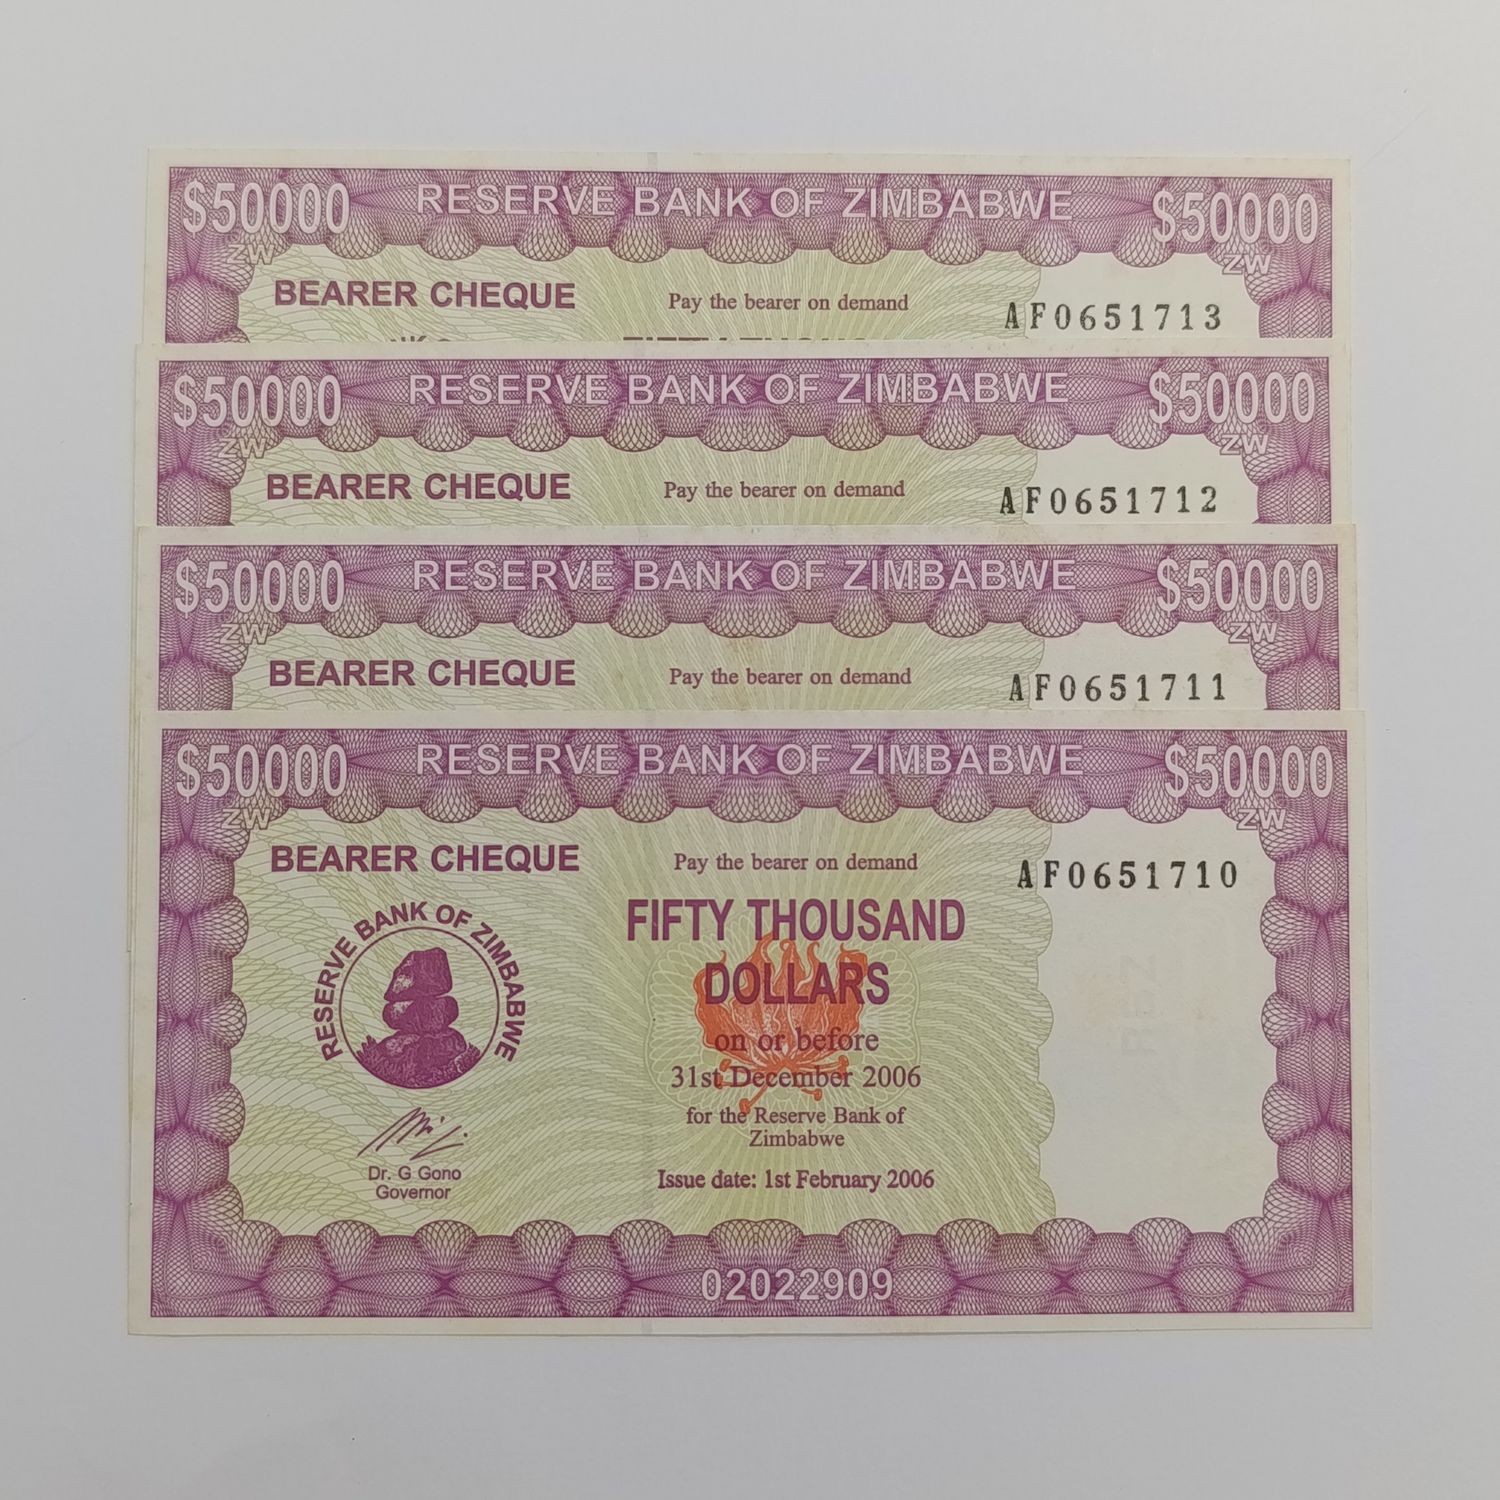 $50000 RESERVE BANK OF ZIMBABWE $50000
ZW ZW
BEARER CHEQUE Pay the bearer on demand AF0651713
$50000 RESERVE BANK OF ZIMBABWE $50000
ZW ZW
BEARER CHEQUE Pay the bearer on demand AF0651712
$50000 RESERVE BANK OF ZIMBABWE $50000
ZW ZW
BEARER CHEQUE Pay the bearer on demand AF0651711
$50000 RESERVE BANK OF ZIMBABWE $50000
ZW ZW
BEARER CHEQUE Pay the bearer on demand AF0651710
RESERVE BANK OF ZIMBABWE
FIFTY THOUSAND
DOLLARS
on or before
31st December 2006
for the Reserve Bank of
Zimbabwe
Issue date: 1st February 2006
Dr. G Gono
Governor
02022909